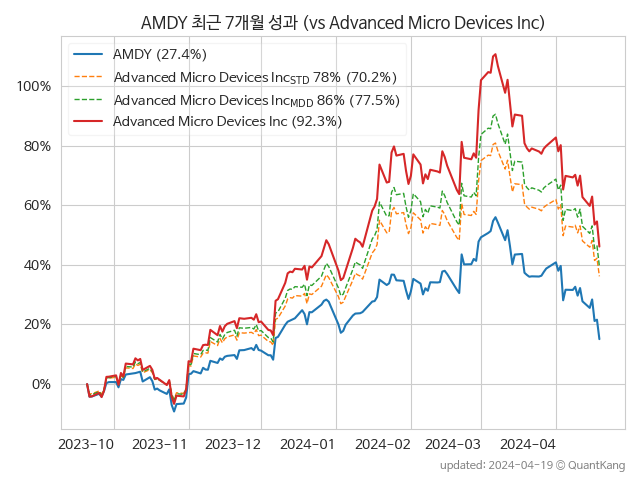 AMDY 최근 7개월 성과 (vs Advanced Micro Devices Inc)
AMDY (27.4%)
Advanced Micro Devices IncSTD 78% (70.2%)
Advanced Micro Devices IncMDD 86% (77.5%)
Advanced Micro Devices Inc (92.3%)
100%
80%
60%
40%
20%
0%
2023-10 2023-11 2023-12 2024-01 2024-02 2024-03 2024-04
updated: 2024-04-19 © QuantKang